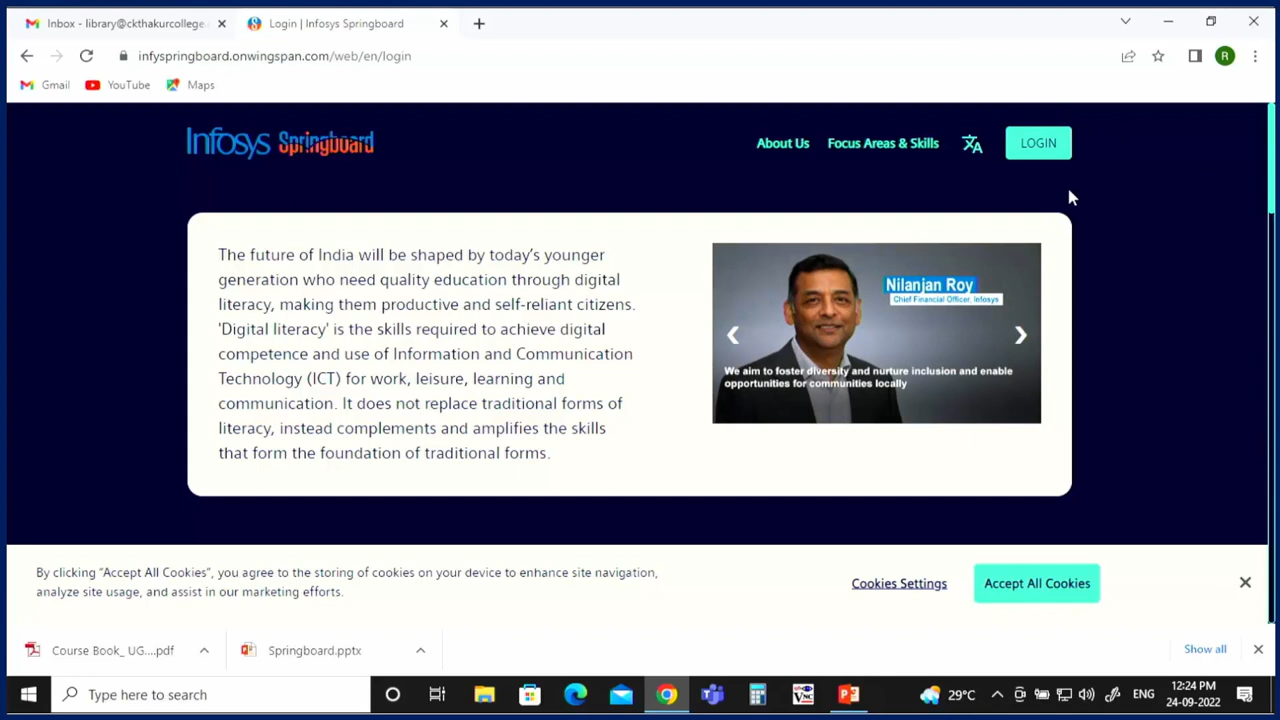 Inbox - library@ckthakurcollege
Login | Infosys Springboard
infyspringboard.onwingspan.com/web/en/login
R
Gmail
YouTube
Maps
Infosys Springboard
About Us
Focus Areas & Skills
LOGIN
The future of India will be shaped by today's younger
generation who need quality education through digital
literacy, making them productive and self-reliant citizens.
'Digital literacy' is the skills required to achieve digital
competence and use of Information and Communication
Technology (ICT) for work, leisure, learning and
communication. It does not replace traditional forms of
literacy, instead complements and amplifies the skills
that form the foundation of traditional forms.
Nilanjan Roy
Chief Financial Officer, Infosys
We aim to foster diversity and nurture inclusion and enable
opportunities for communities locally
By clicking "Accept All Cookies", you agree to the storing of cookies on your device to enhance site navigation,
analyze site usage, and assist in our marketing efforts.
Cookies Settings
Accept All Cookies
Course Book_ UG....pdf
Springboard.pptx
Show all
Type here to search
29°C
ENG
12:24 PM
24-09-2022